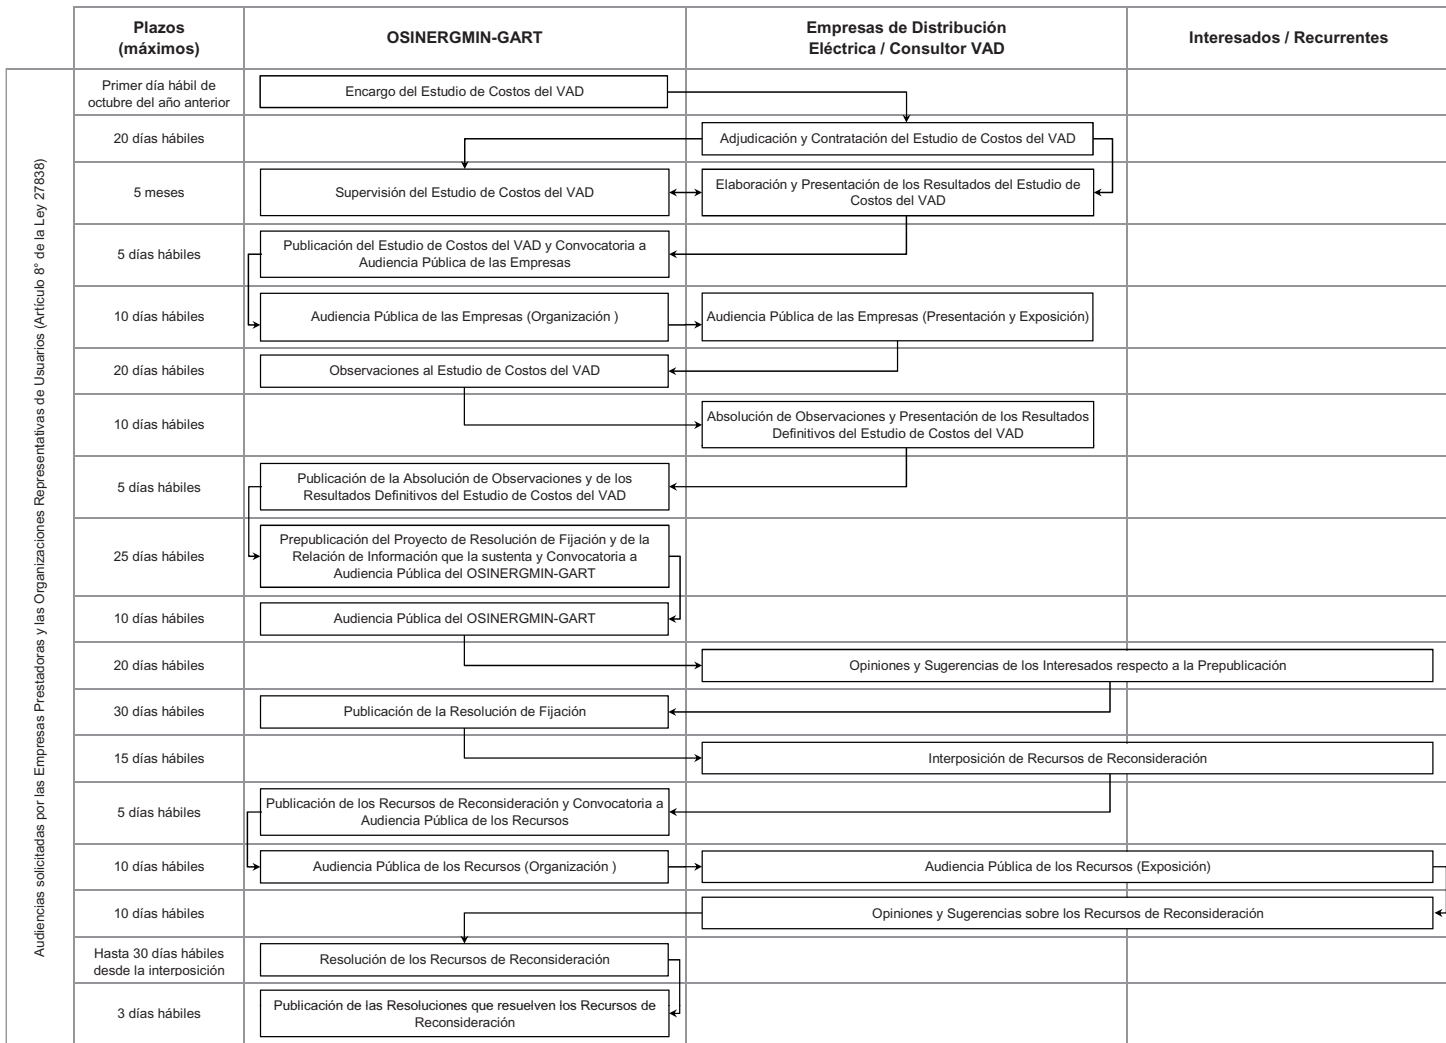 Plazos
(máximos)
OSINERGMIN-GART
Empresas de Distribución
Eléctrica / Consultor VAD
Interesados / Recurrentes
Audiencias solicitadas por las Empresas Prestadoras y las Organizaciones Representativas de Usuarios (Artículo 8° de la Ley 27838)
Primer día hábil de
octubre del año anterior
Encargo del Estudio de Costos del VAD
20 días hábiles
Adjudicación y Contratación del Estudio de Costos del VAD
5 meses
Supervisión del Estudio de Costos del VAD
Elaboración y Presentación de los Resultados del Estudio de
Costos del VAD
5 días hábiles
Publicación del Estudio de Costos del VAD y Convocatoria a
Audiencia Pública de las Empresas
10 días hábiles
Audiencia Pública de las Empresas (Organización )
Audiencia Pública de las Empresas (Presentación y Exposición)
20 días hábiles
Observaciones al Estudio de Costos del VAD
10 días hábiles
Absolución de Observaciones y Presentación de los Resultados
Definitivos del Estudio de Costos del VAD
5 días hábiles
Publicación de la Absolución de Observaciones y de los
Resultados Definitivos del Estudio de Costos del VAD
25 días hábiles
Prepublicación del Proyecto de Resolución de Fijación y de la
Relación de Información que la sustenta y Convocatoria a
Audiencia Pública del OSINERGMIN-GART
10 días hábiles
Audiencia Pública del OSINERGMIN-GART
20 días hábiles
Opiniones y Sugerencias de los Interesados respecto a la Prepublicación
30 días hábiles
Publicación de la Resolución de Fijación
15 días hábiles
Interposición de Recursos de Reconsideración
5 días hábiles
Publicación de los Recursos de Reconsideración y Convocatoria a
Audiencia Pública de los Recursos
10 días hábiles
Audiencia Pública de los Recursos (Organización )
Audiencia Pública de los Recursos (Exposición)
10 días hábiles
Opiniones y Sugerencias sobre los Recursos de Reconsideración
Hasta 30 días hábiles
desde la interposición
Resolución de los Recursos de Reconsideración
3 días hábiles
Publicación de las Resoluciones que resuelven los Recursos de
Reconsideración